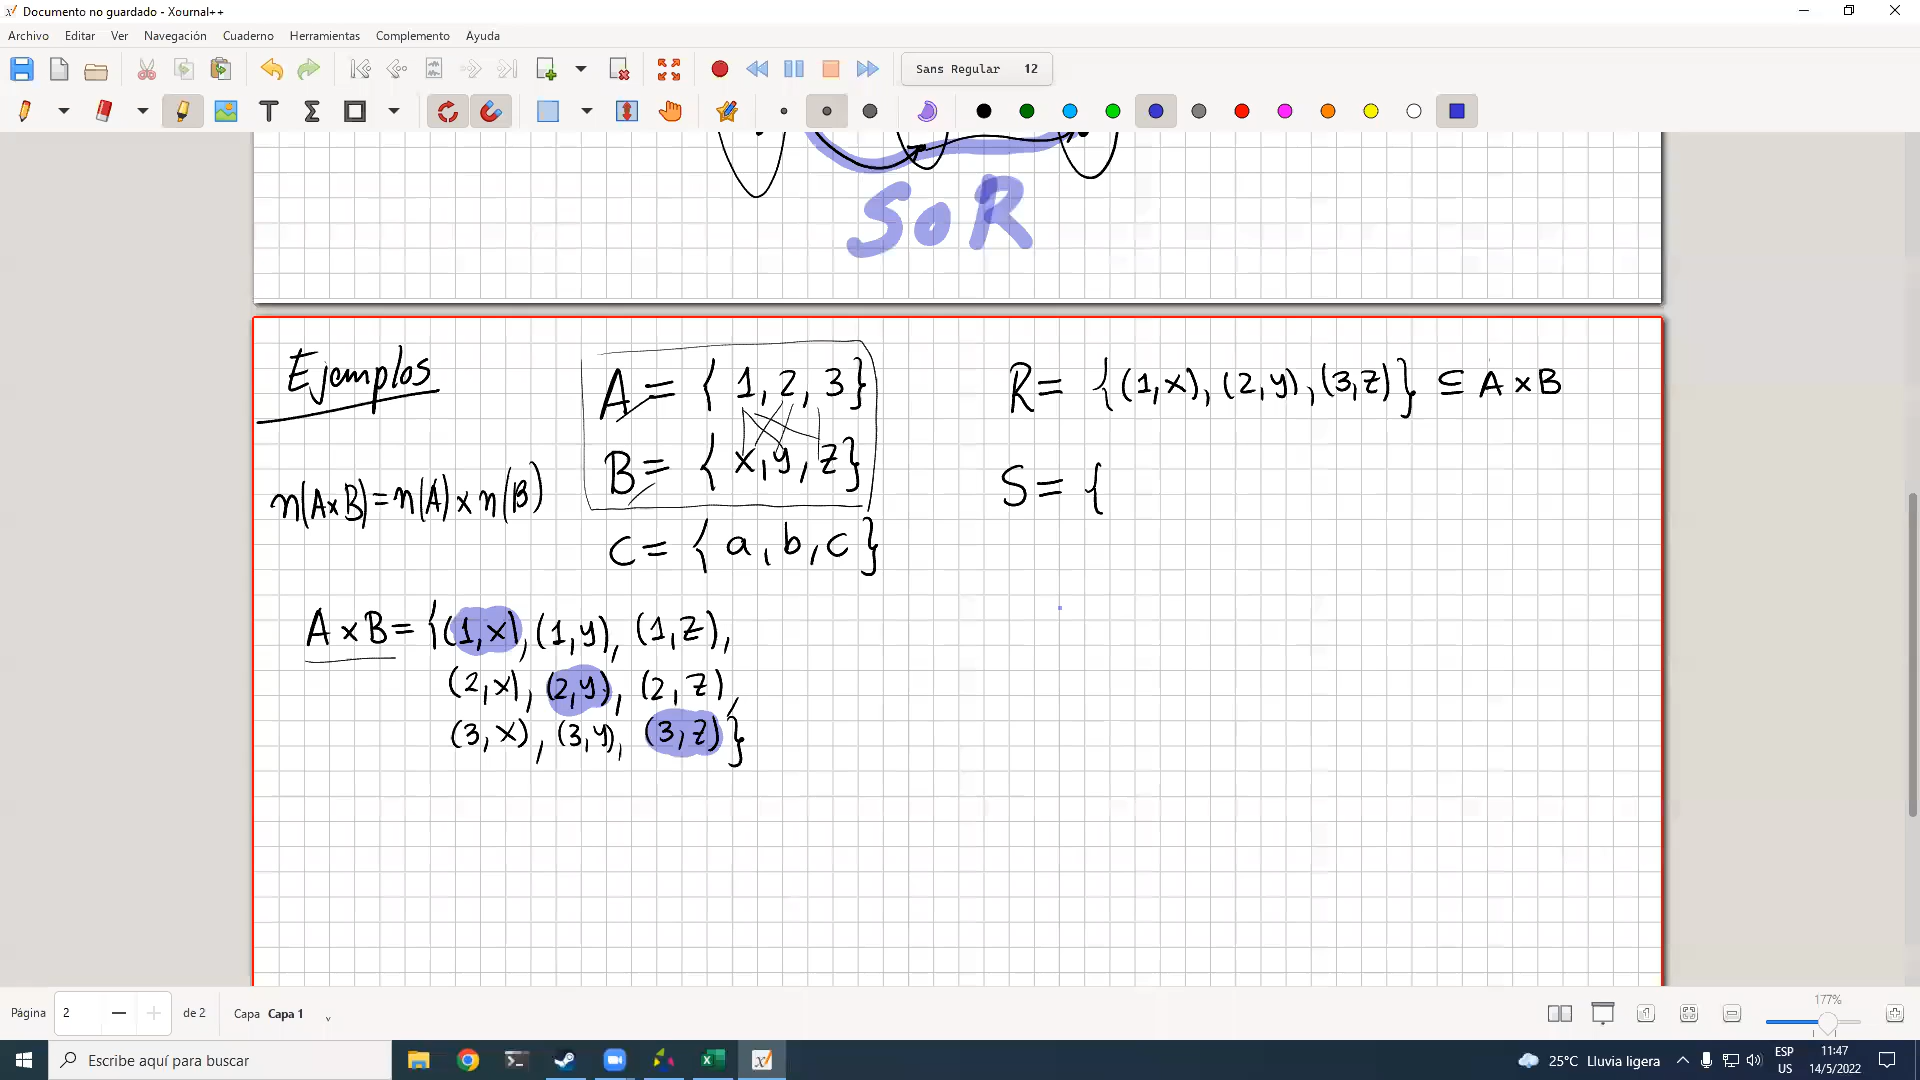 Documento no guardado - Xournal++
Archivo Editar Ver Navegación Cuaderno Herramientas Complemento Ayuda
Sans Regular 12
SoR
Ejemplos
A = { 1, 2, 3}
B = { x, y, z}
C = { a, b, c }
n(A×B)=n(A)×n(B)
R= {(1,x), (2,y), (3,z)} ⊆ A×B
S= {
A×B= {(1,x), (1,y), (1,z),
(2,x), (2,y), (2,z),
(3,x), (3,y), (3,z)}
Página 2 de 2 Capa Capa 1
177%
Escribe aquí para buscar
25°C Lluvia ligera
ESP
US
11:47
14/5/2022